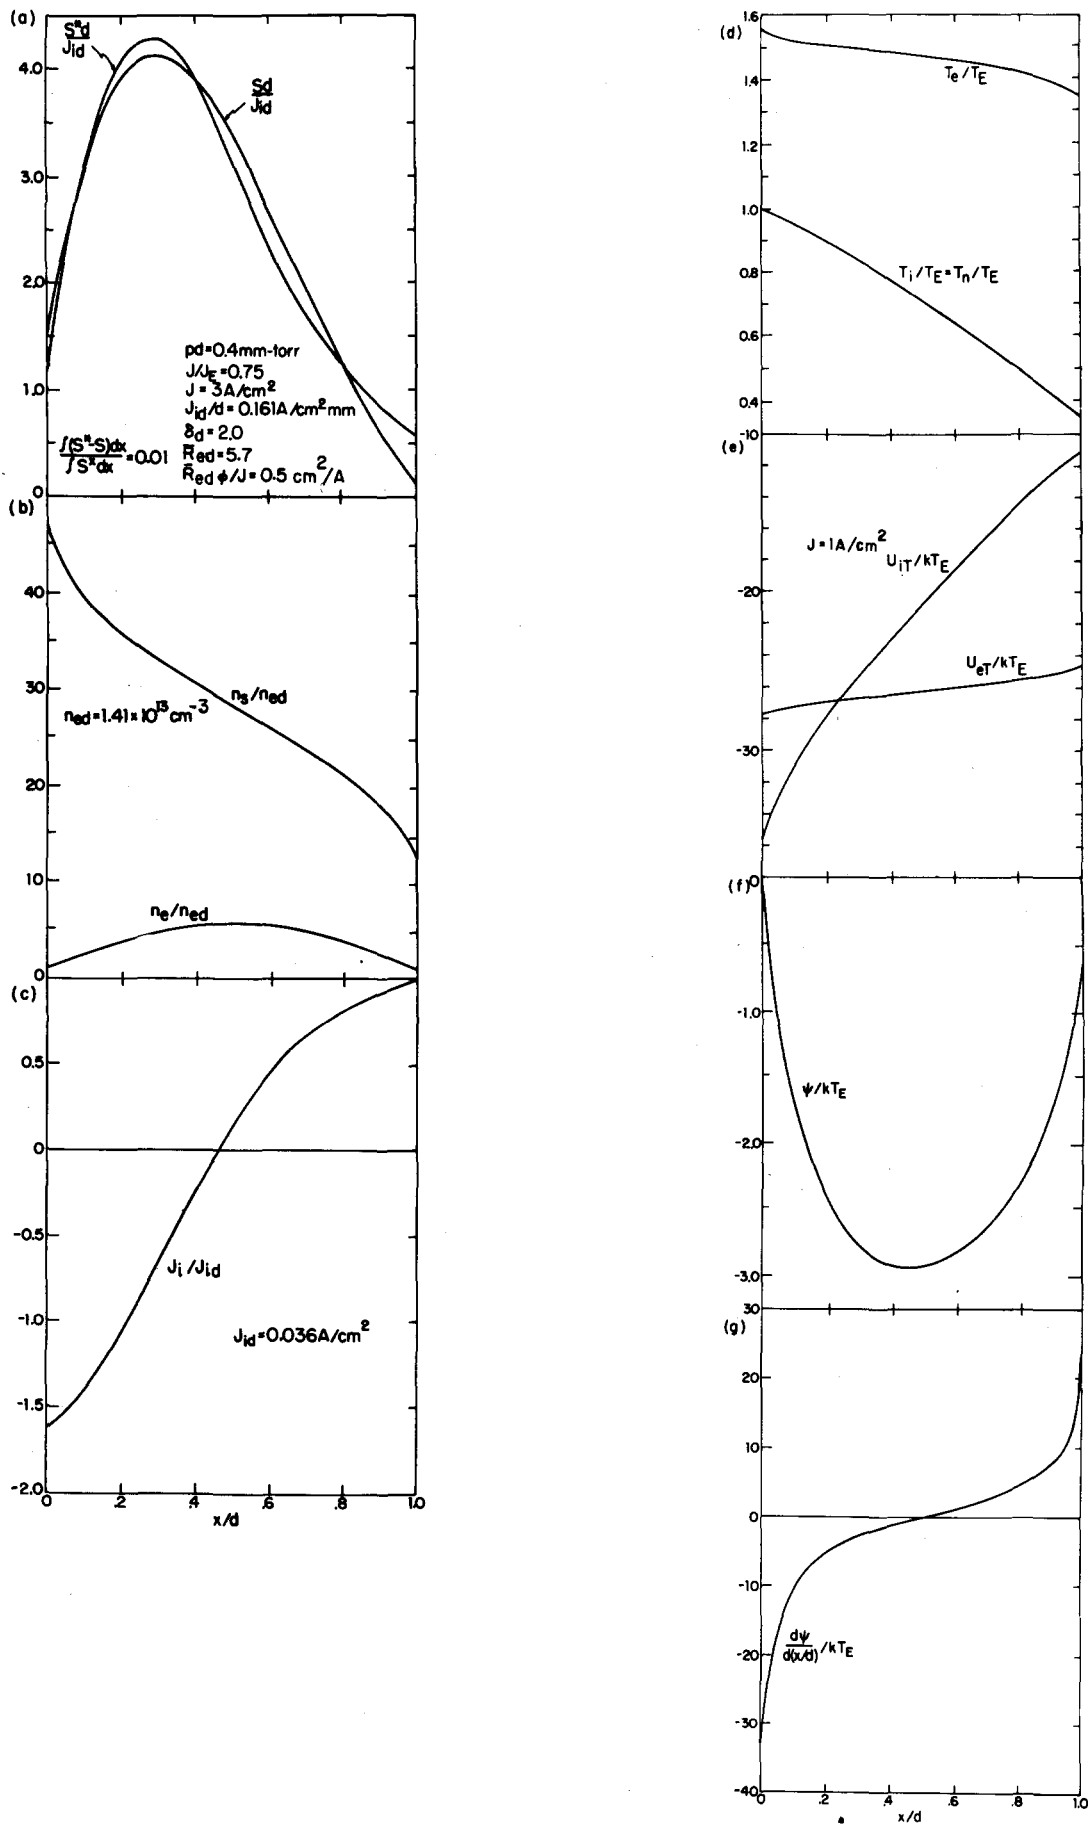 (a)
S*d
Jid
Sd
Jid
4.0
3.0
2.0
1.0
0
pd=0.4mm-torr
J/JE=0.75
J=3A/cm²
Jid/d=0.161A/cm²mm
δd=2.0
R̄ed=5.7
R̄edφ/J=0.5 cm²/A
∫(S*-S)dx
∫S*dx
=0.01
(b)
40
30
20
10
0
ns/ned
ned=1.41×10¹³cm⁻³
ne/ned
(c)
0.5
0
-0.5
-1.0
-1.5
-2.0
Ji/Jid
Jid=0.036A/cm²
0 .2 .4 .6 .8 1.0
x/d
(d)
1.6
1.4
1.2
1.0
0.8
0.6
0.4
Te/TE
Ti/TE=Tn/TE
(e)
-10
-20
-30
J=1A/cm²
UiT/kTE
UeT/kTE
(f)
0
-1.0
-2.0
-3.0
ψ/kTE
(g)
30
20
10
0
-10
-20
-30
-40
dψ
d(x/d)
/kTE
0 .2 .4 .6 .8 1.0
x/d